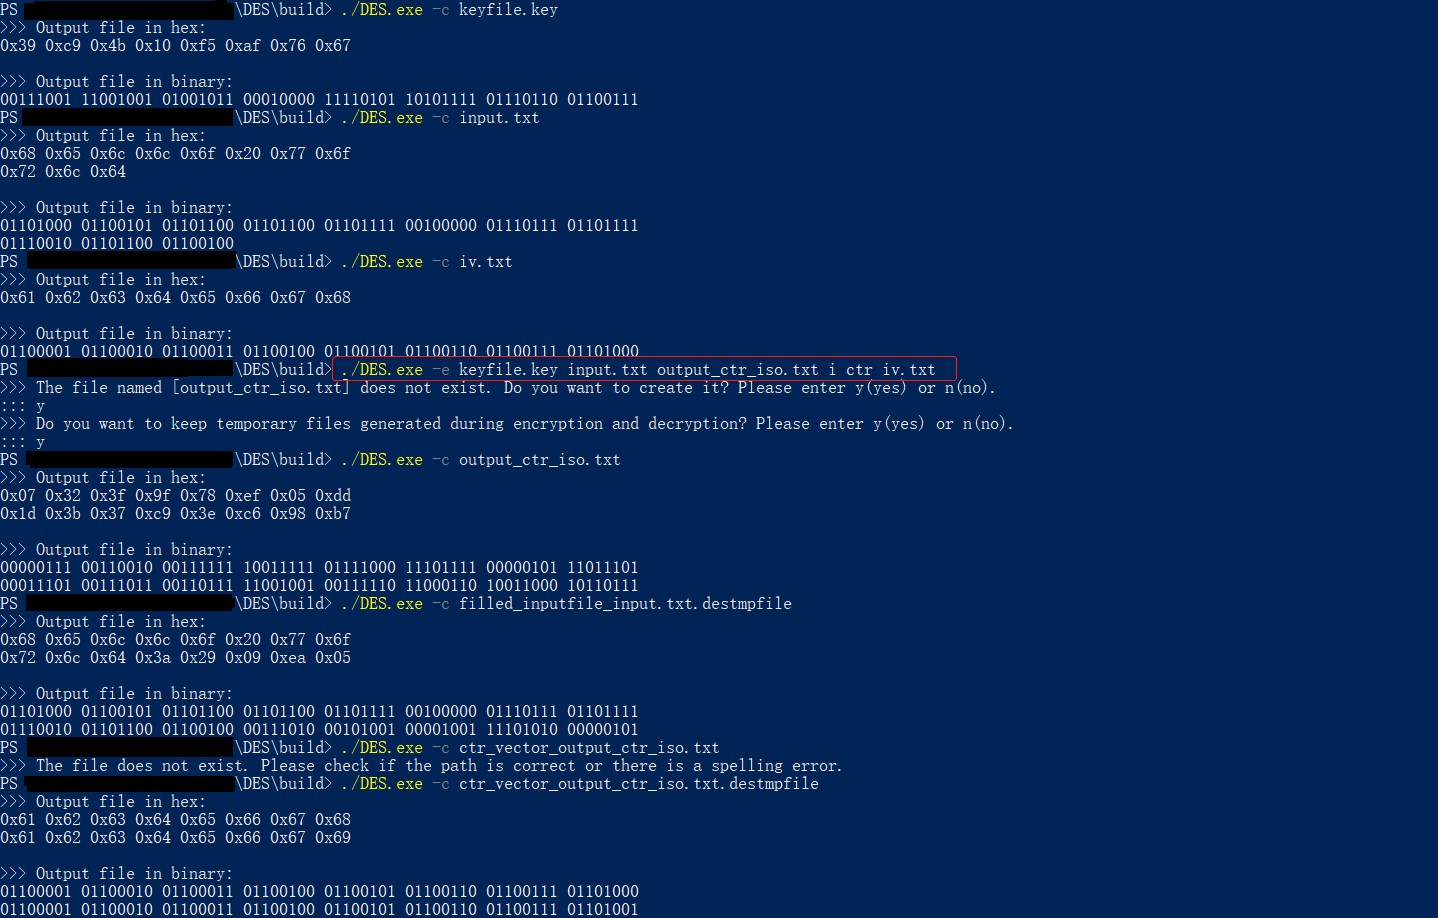 PS \DES\build> ./DES.exe -c keyfile.key
>>> Output file in hex:
0x39 0xc9 0x4b 0x10 0xf5 0xaf 0x76 0x67
>>> Output file in binary:
00111001 11001001 01001011 00010000 11110101 10101111 01110110 01100111
PS \DES\build> ./DES.exe -c input.txt
>>> Output file in hex:
0x68 0x65 0x6c 0x6c 0x6f 0x20 0x77 0x6f
0x72 0x6c 0x64
>>> Output file in binary:
01101000 01100101 01101100 01101100 01101111 00100000 01110111 01101111
01110010 01101100 01100100
PS \DES\build> ./DES.exe -c iv.txt
>>> Output file in hex:
0x61 0x62 0x63 0x64 0x65 0x66 0x67 0x68
>>> Output file in binary:
01100001 01100010 01100011 01100100 01100101 01100110 01100111 01101000
PS \DES\build> ./DES.exe -e keyfile.key input.txt output_ctr_iso.txt i ctr iv.txt
>>> The file named [output_ctr_iso.txt] does not exist. Do you want to create it? Please enter y(yes) or n(no).
::: y
>>> Do you want to keep temporary files generated during encryption and decryption? Please enter y(yes) or n(no).
::: y
PS \DES\build> ./DES.exe -c output_ctr_iso.txt
>>> Output file in hex:
0x07 0x32 0x3f 0x9f 0x78 0xef 0x05 0xdd
0x1d 0x3b 0x37 0xc9 0x3e 0xc6 0x98 0xb7
>>> Output file in binary:
00000111 00110010 00111111 10011111 01111000 11101111 00000101 11011101
00011101 00111011 00110111 11001001 00111110 11000110 10011000 10110111
PS \DES\build> ./DES.exe -c filled_inputfile_input.txt.destmpfile
>>> Output file in hex:
0x68 0x65 0x6c 0x6c 0x6f 0x20 0x77 0x6f
0x72 0x6c 0x64 0x3a 0x29 0x09 0xea 0x05
>>> Output file in binary:
01101000 01100101 01101100 01101100 01101111 00100000 01110111 01101111
01110010 01101100 01100100 00111010 00101001 00001001 11101010 00000101
PS \DES\build> ./DES.exe -c ctr_vector_output_ctr_iso.txt
>>> The file does not exist. Please check if the path is correct or there is a spelling error.
PS \DES\build> ./DES.exe -c ctr_vector_output_ctr_iso.txt.destmpfile
>>> Output file in hex:
0x61 0x62 0x63 0x64 0x65 0x66 0x67 0x68
0x61 0x62 0x63 0x64 0x65 0x66 0x67 0x69
>>> Output file in binary:
01100001 01100010 01100011 01100100 01100101 01100110 01100111 01101000
01100001 01100010 01100011 01100100 01100101 01100110 01100111 01101001